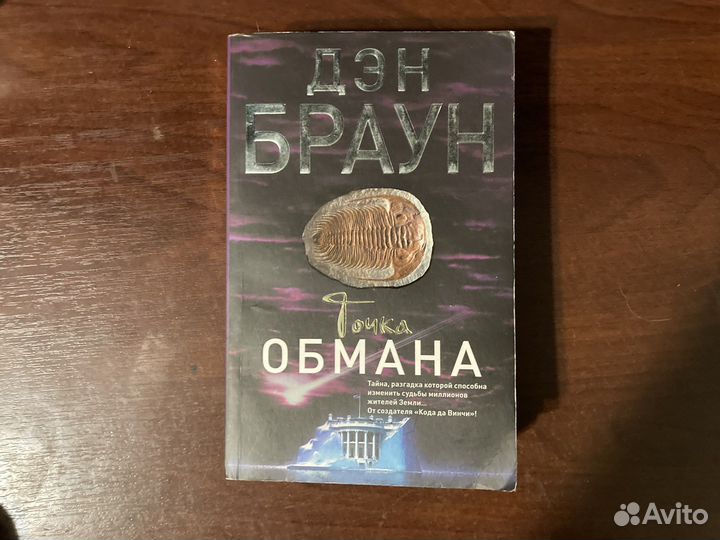 ДЭН
БРАУН
Точка
ОБМАНА
Тайна, разгадка которой способна
изменить судьбы миллионов
жителей Земли...
От создателя «Кода да Винчи»!
Avito